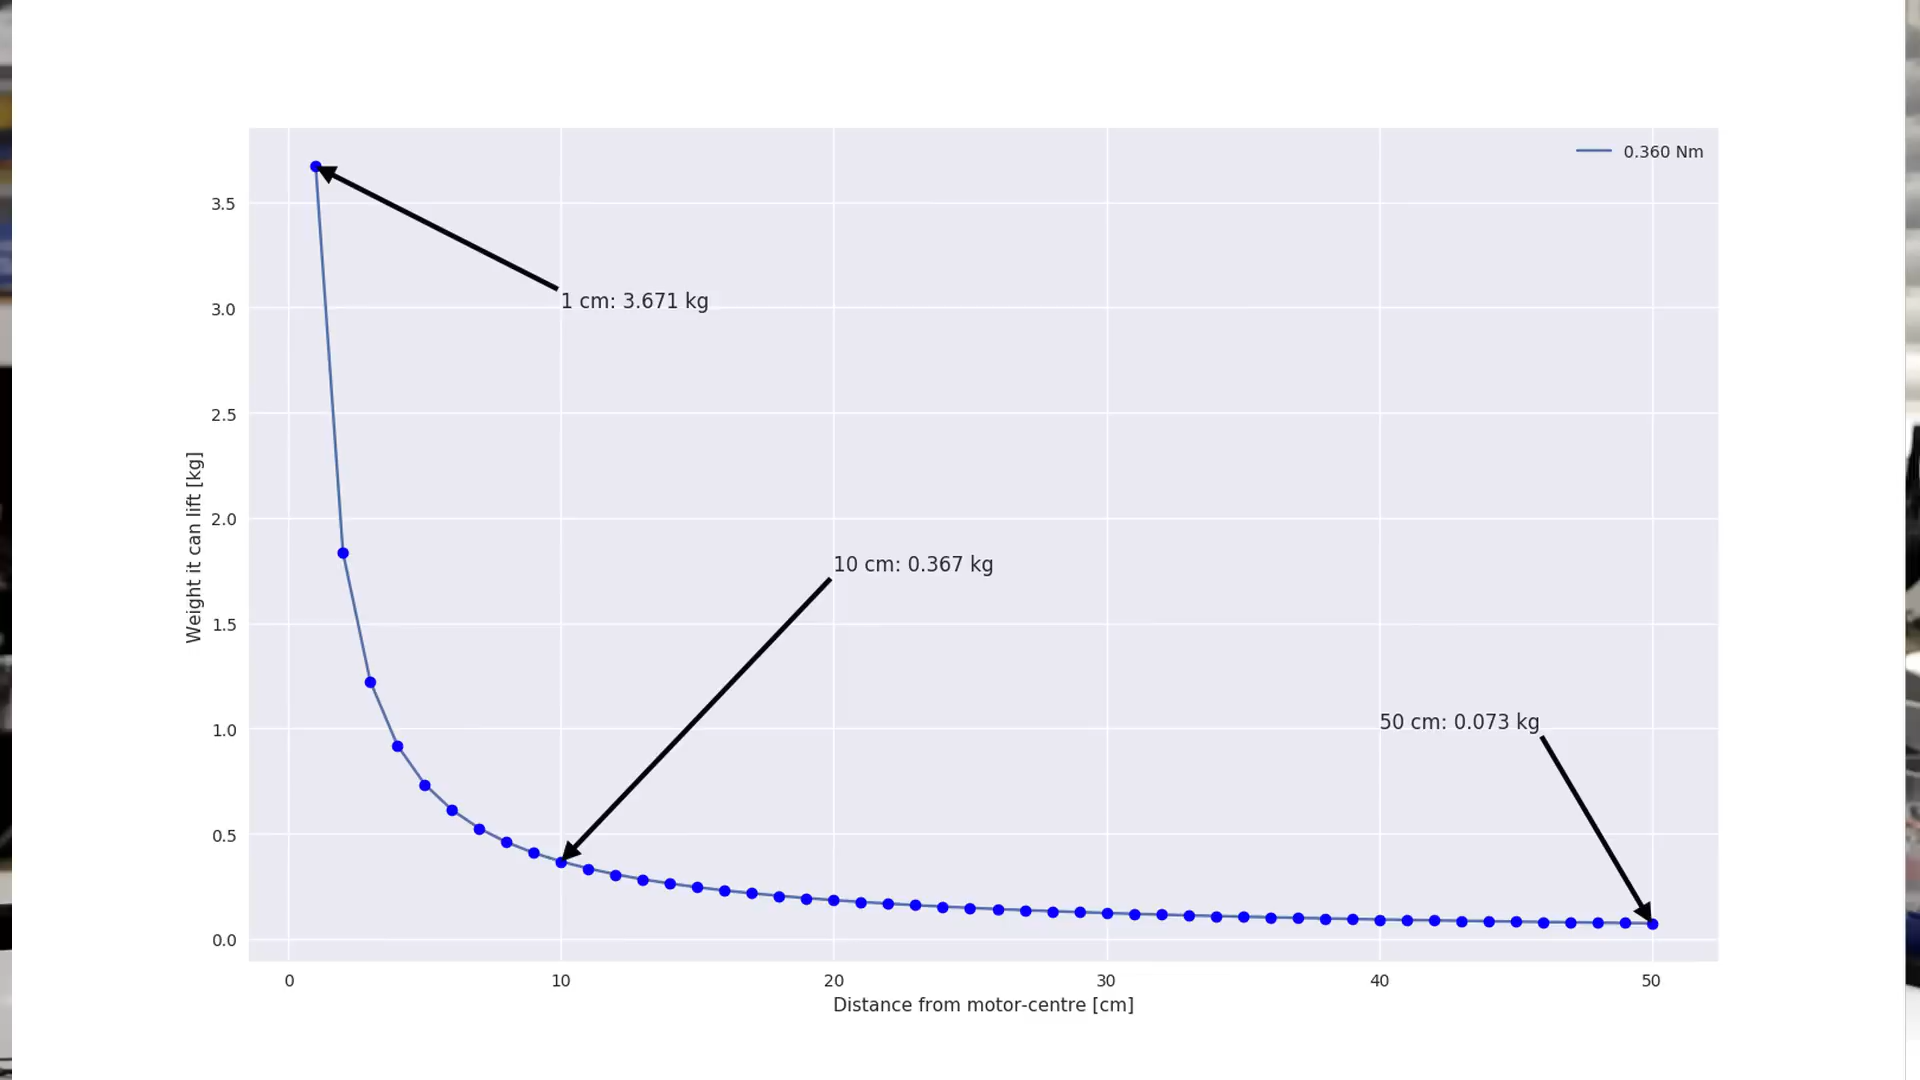 0.360 Nm
3.5
1 cm: 3.671 kg
3.0
2.5
2.0
10 cm: 0.367 kg
1.5
1.0
50 cm: 0.073 kg
0.5
0.0
Weight it can lift [kg]
0 10 20 30 40 50
Distance from motor-centre [cm]